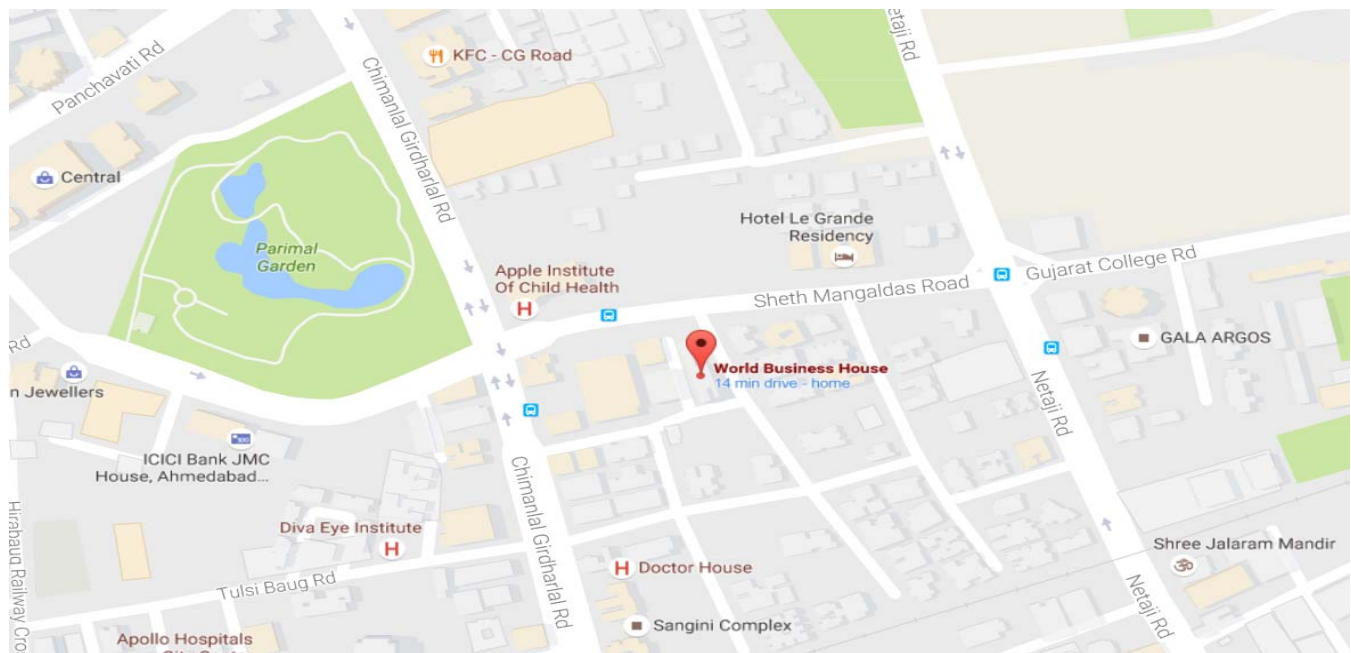 Panchavati Rd
KFC - CG Road
Chimanlal Girdharlal Rd
Netaji Rd
Central
Parimal
Garden
Hotel Le Grande
Residency
Apple Institute
Of Child Health
Sheth Mangaldas Road
Gujarat College Rd
Rd
GALA ARGOS
World Business House
14 min drive - home
n Jewellers
Netaji Rd
ICICI Bank JMC
House, Ahmedabad...
Chimanlal Girdharlal Rd
Hirabaug Railway Cro
Diva Eye Institute
Shree Jalaram Mandir
Doctor House
Tulsi Baug Rd
Netaji Rd
Sangini Complex
Apollo Hospitals